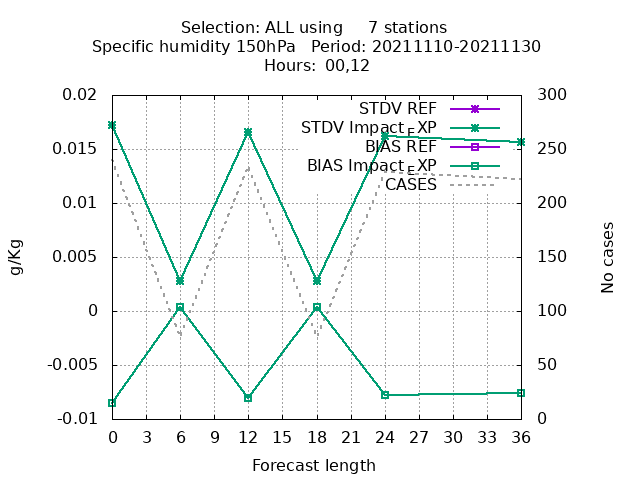 Selection: ALL using 7 stations
Specific humidity 150hPa Period: 20211110-20211130
Hours: 00,12
STDV REF
STDV Impact_EXP
BIAS REF
BIAS Impact_EXP
CASES
0.02
0.015
0.01
0.005
0
-0.005
-0.01
300
250
200
150
100
50
0
g/Kg
No cases
0 3 6 9 12 15 18 21 24 27 30 33 36
Forecast length